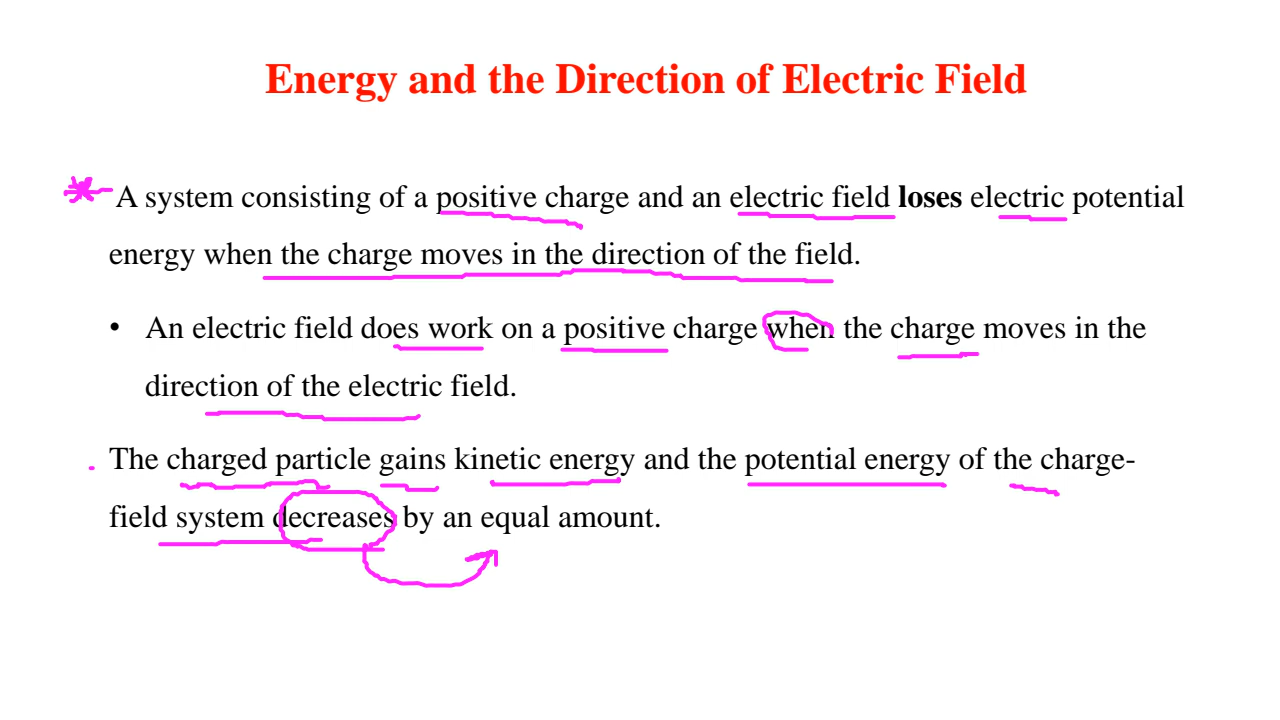 Energy and the Direction of Electric Field
A system consisting of a positive charge and an electric field loses electric potential
energy when the charge moves in the direction of the field.
• An electric field does work on a positive charge when the charge moves in the
direction of the electric field.
The charged particle gains kinetic energy and the potential energy of the charge-
field system decreases by an equal amount.